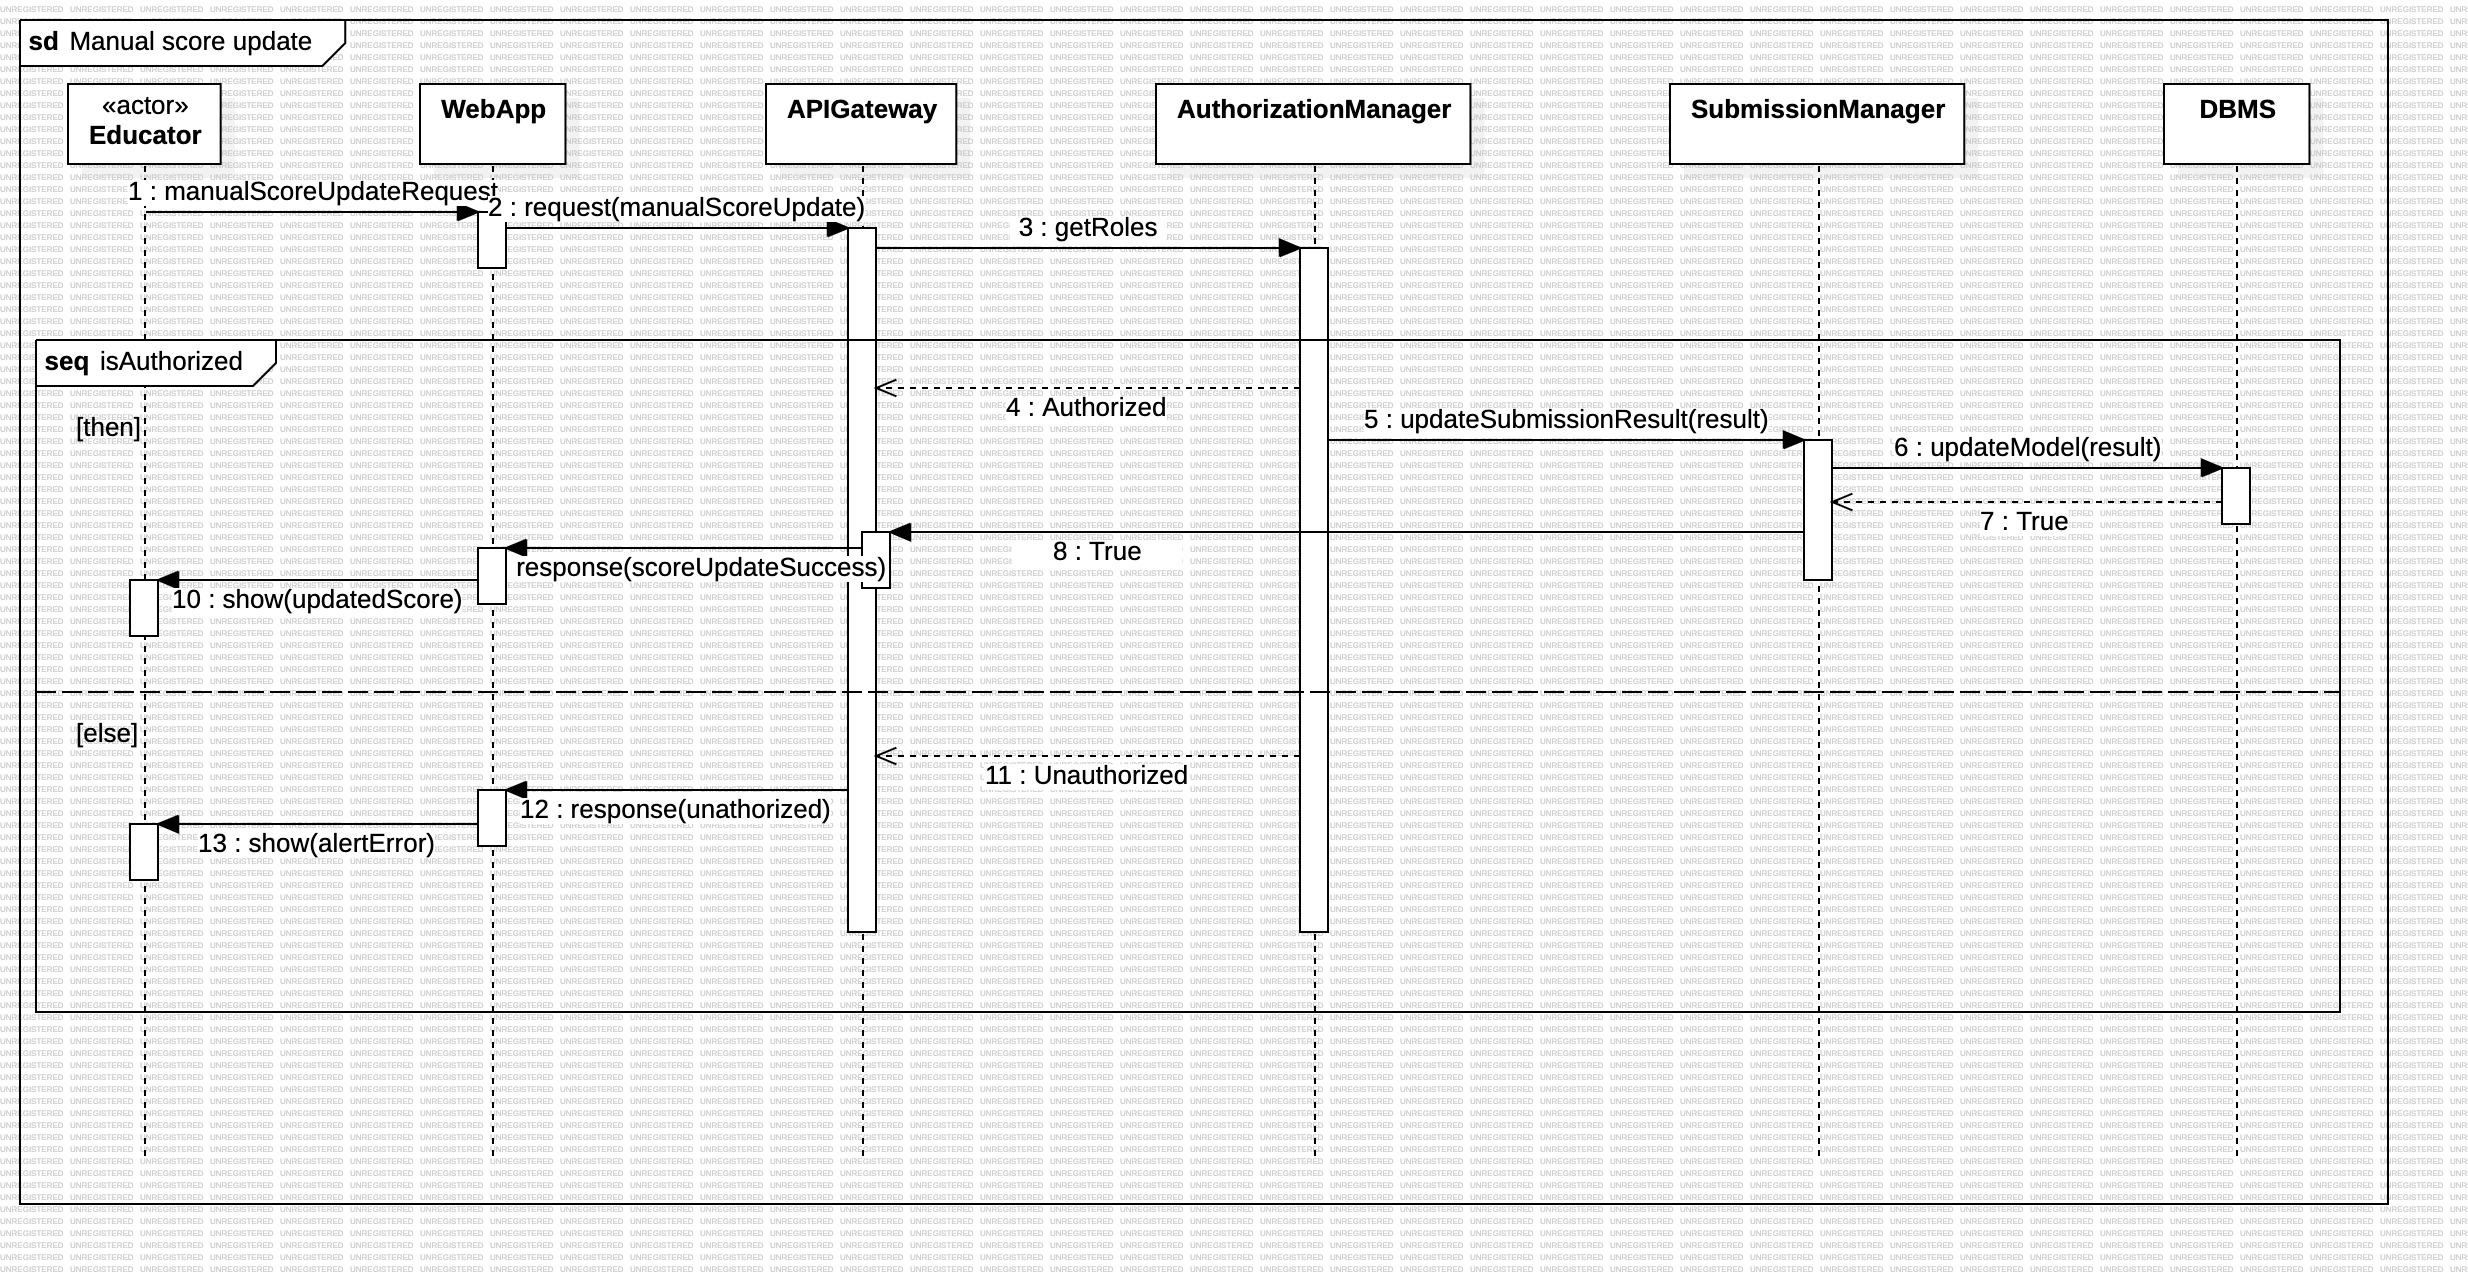 sd Manual score update
«actor»
Educator
WebApp
APIGateway
AuthorizationManager
SubmissionManager
DBMS
1 : manualScoreUpdateRequest
2 : request(manualScoreUpdate)
3 : getRoles
seq isAuthorized
4 : Authorized
[then]
5 : updateSubmissionResult(result)
6 : updateModel(result)
7 : True
8 : True
response(scoreUpdateSuccess)
10 : show(updatedScore)
[else]
11 : Unauthorized
12 : response(unathorized)
13 : show(alertError)
UNREGISTERED